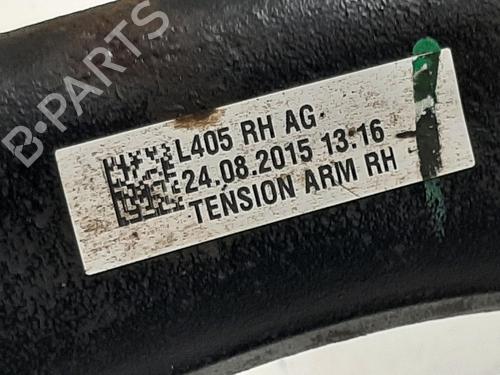 B-PARTS
L405 RH AG
24.08.2015 13:16
TENSION ARM RH